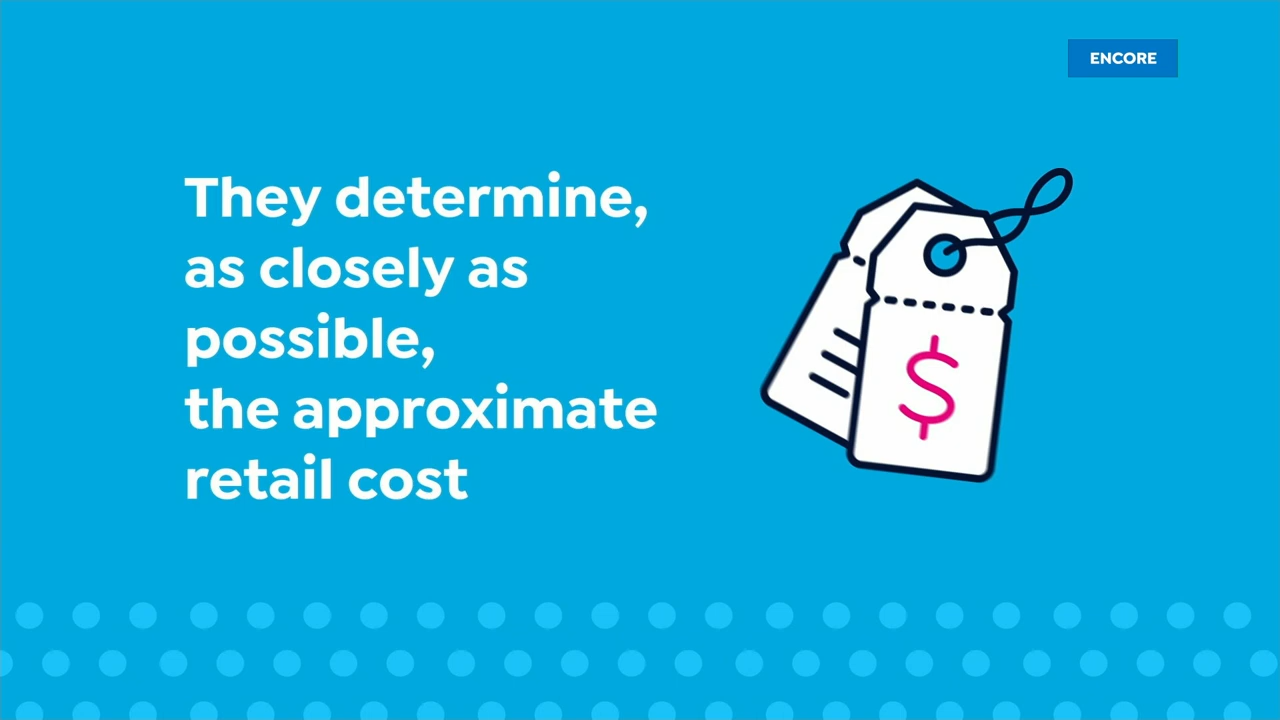 ENCORE
They determine,
as closely as
possible,
the approximate
retail cost
$